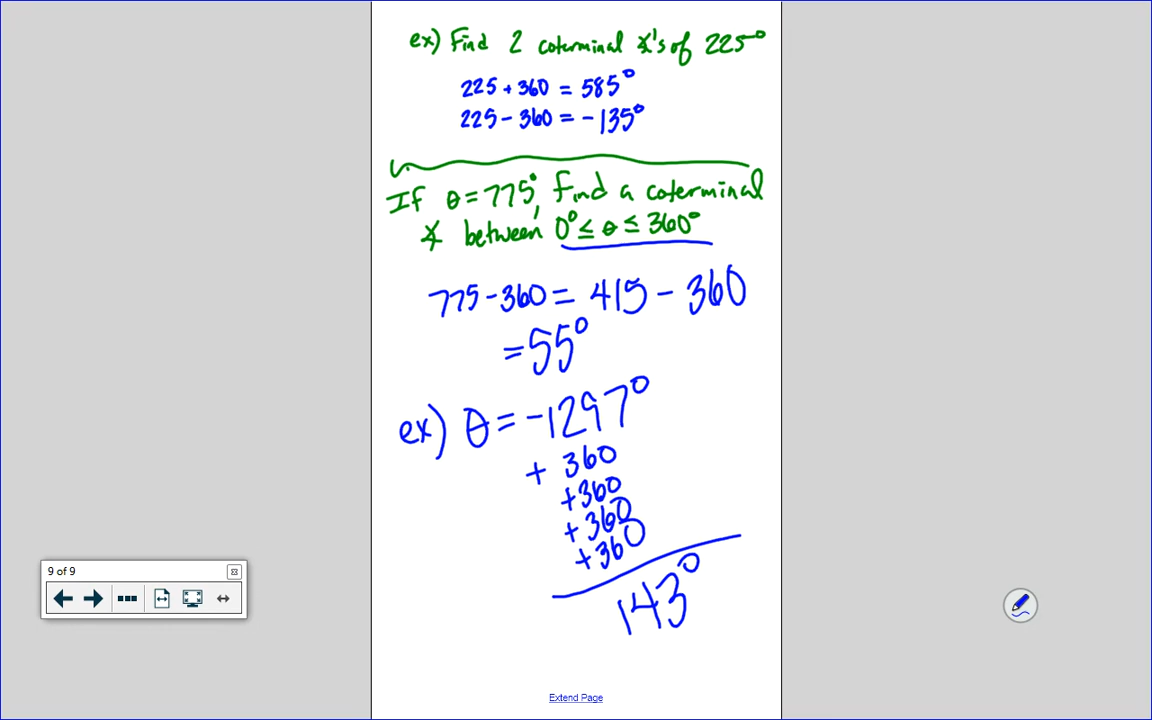 ex) Find 2 coterminal ∡'s of 225°
225 + 360 = 585°
225 - 360 = -135°
If θ = 775°, find a coterminal
∡ between 0° ≤ θ ≤ 360°
775 - 360 = 415 - 360
= 55°
ex) θ = -1297°
+ 360
+360
+360
+360
143°
9 of 9
Extend Page